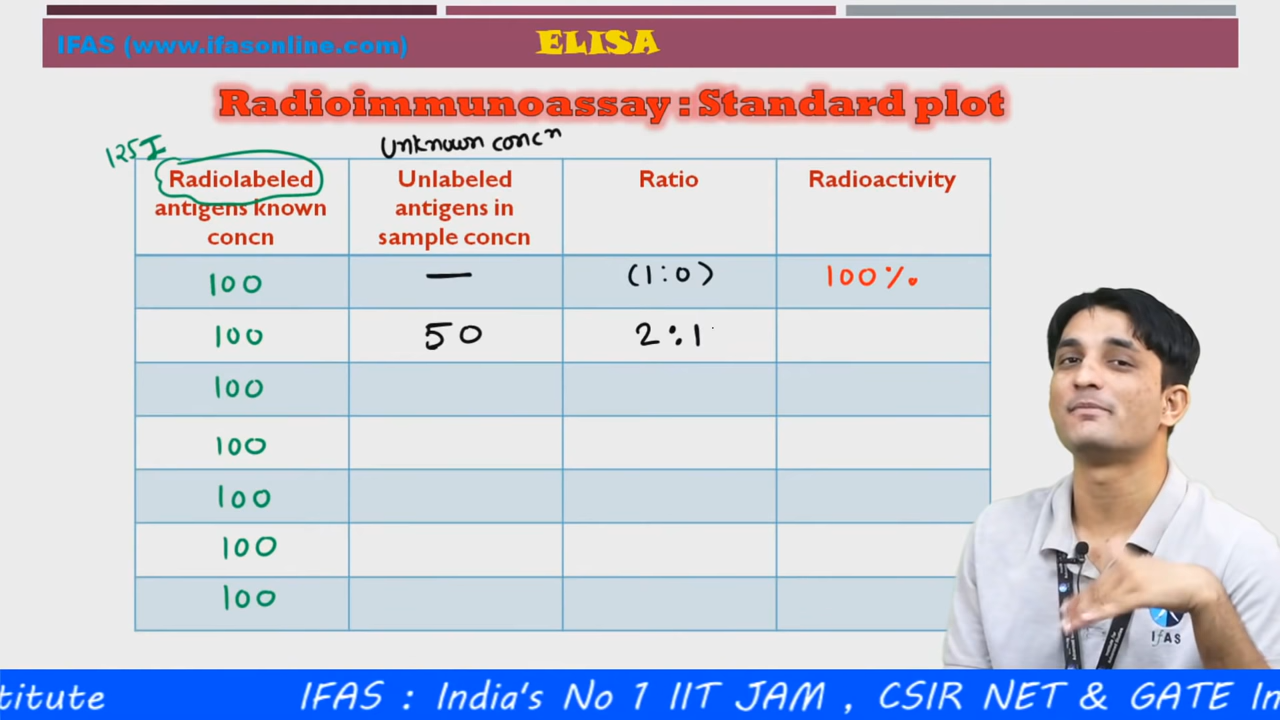 IFAS (www.ifasonline.com)
ELISA
Radioimmunoassay : Standard plot
125I
Unknown concn
Radiolabeled antigens known concn
Unlabeled antigens in sample concn
Ratio
Radioactivity
100 — (1:0) 100%.
100 50 2:1
100
100
100
100
100
IFAS
titute IFAS : India's No 1 IIT JAM , CSIR NET & GATE In